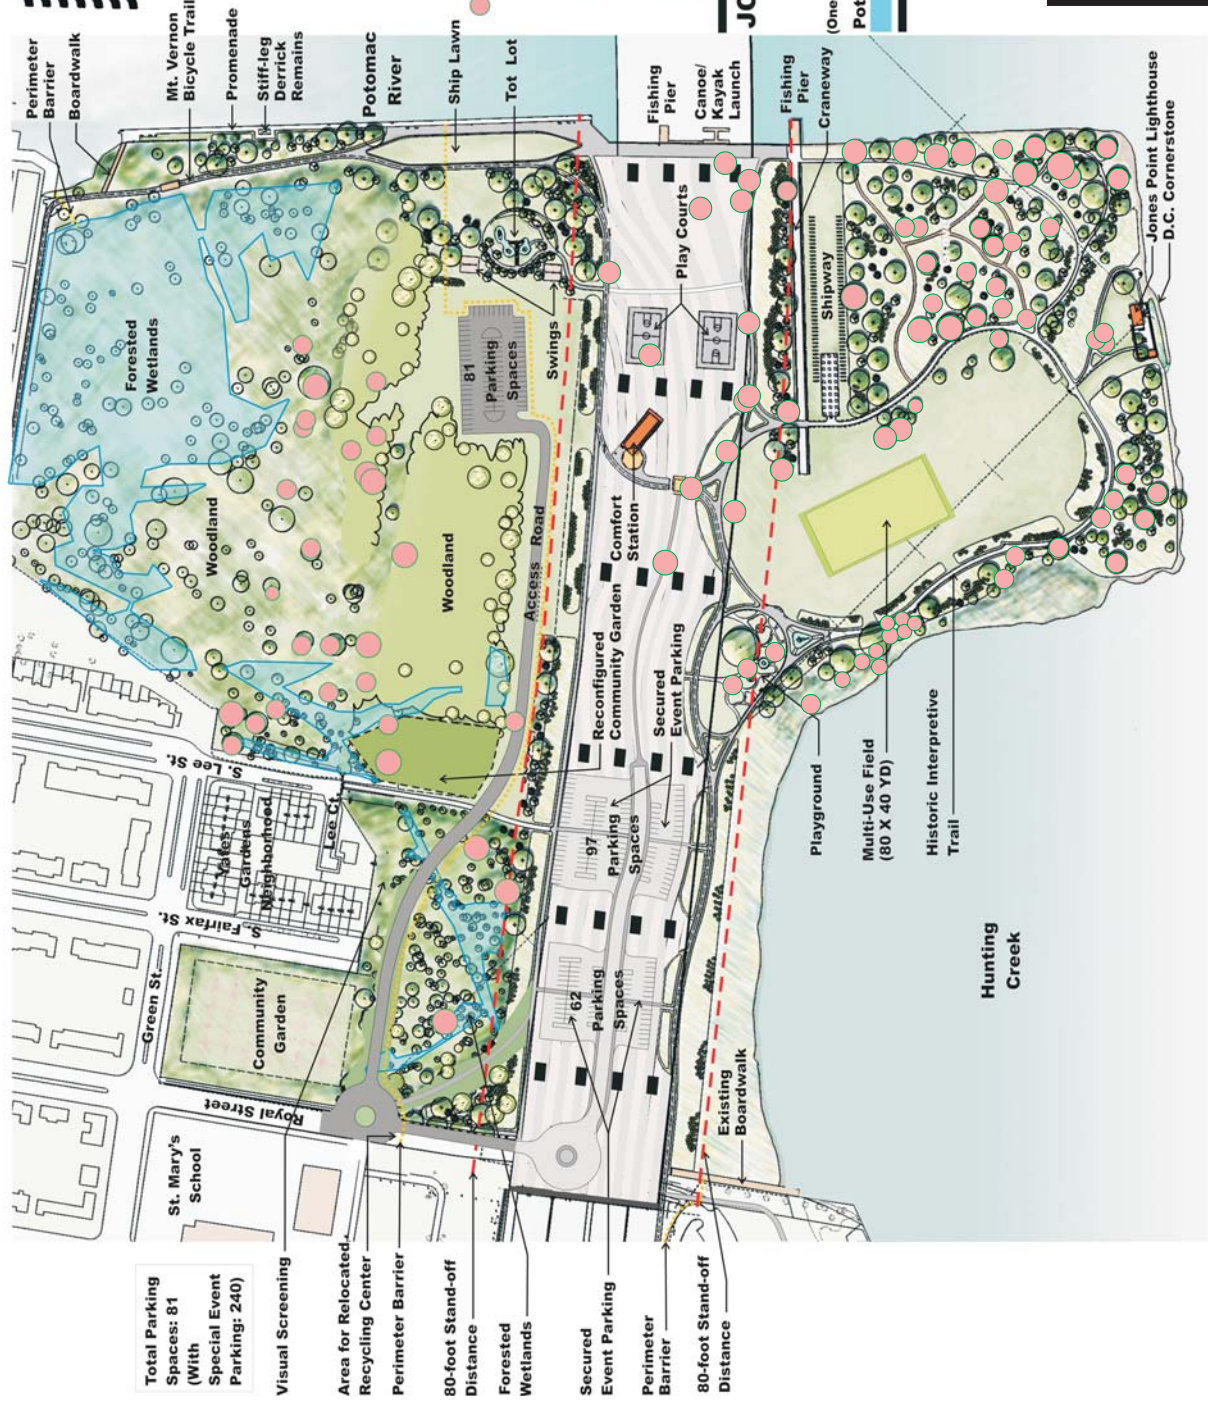 Perimeter
Barrier
Boardwalk
Mt. Vernon
Bicycle Trail
Promenade
Stiff-leg
Derrick
Remains
Potomac
River
Ship Lawn
Tot Lot
Fishing
Pier
Canoe/
Kayak
Launch
Fishing
Pier
Craneway
(One
Pot
JO
Jones Point Lighthouse
D.C. Cornerstone
Forested
Wetlands
81
Parking
Spaces
Swings
Play Courts
Shipway
Woodland
Woodland
Access Road
Comfort
Station
Reconfigured
Community Garden
Secured
Event Parking
S. Lee St.
Yates
Gardens
Neighborhood
Lee Ct.
S. Fairfax St.
Green St.
Community
Garden
Royal Street
St. Mary's
School
97
Parking
Spaces
62
Parking
Spaces
Playground
Multi-Use Field
(80 X 40 YD)
Historic Interpretive
Trail
Hunting
Creek
Existing
Boardwalk
Total Parking
Spaces: 81
(With
Special Event
Parking: 240)
Visual Screening
Area for Relocated
Recycling Center
Perimeter Barrier
80-foot Stand-off
Distance
Forested
Wetlands
Secured
Event Parking
Perimeter
Barrier
80-foot Stand-off
Distance